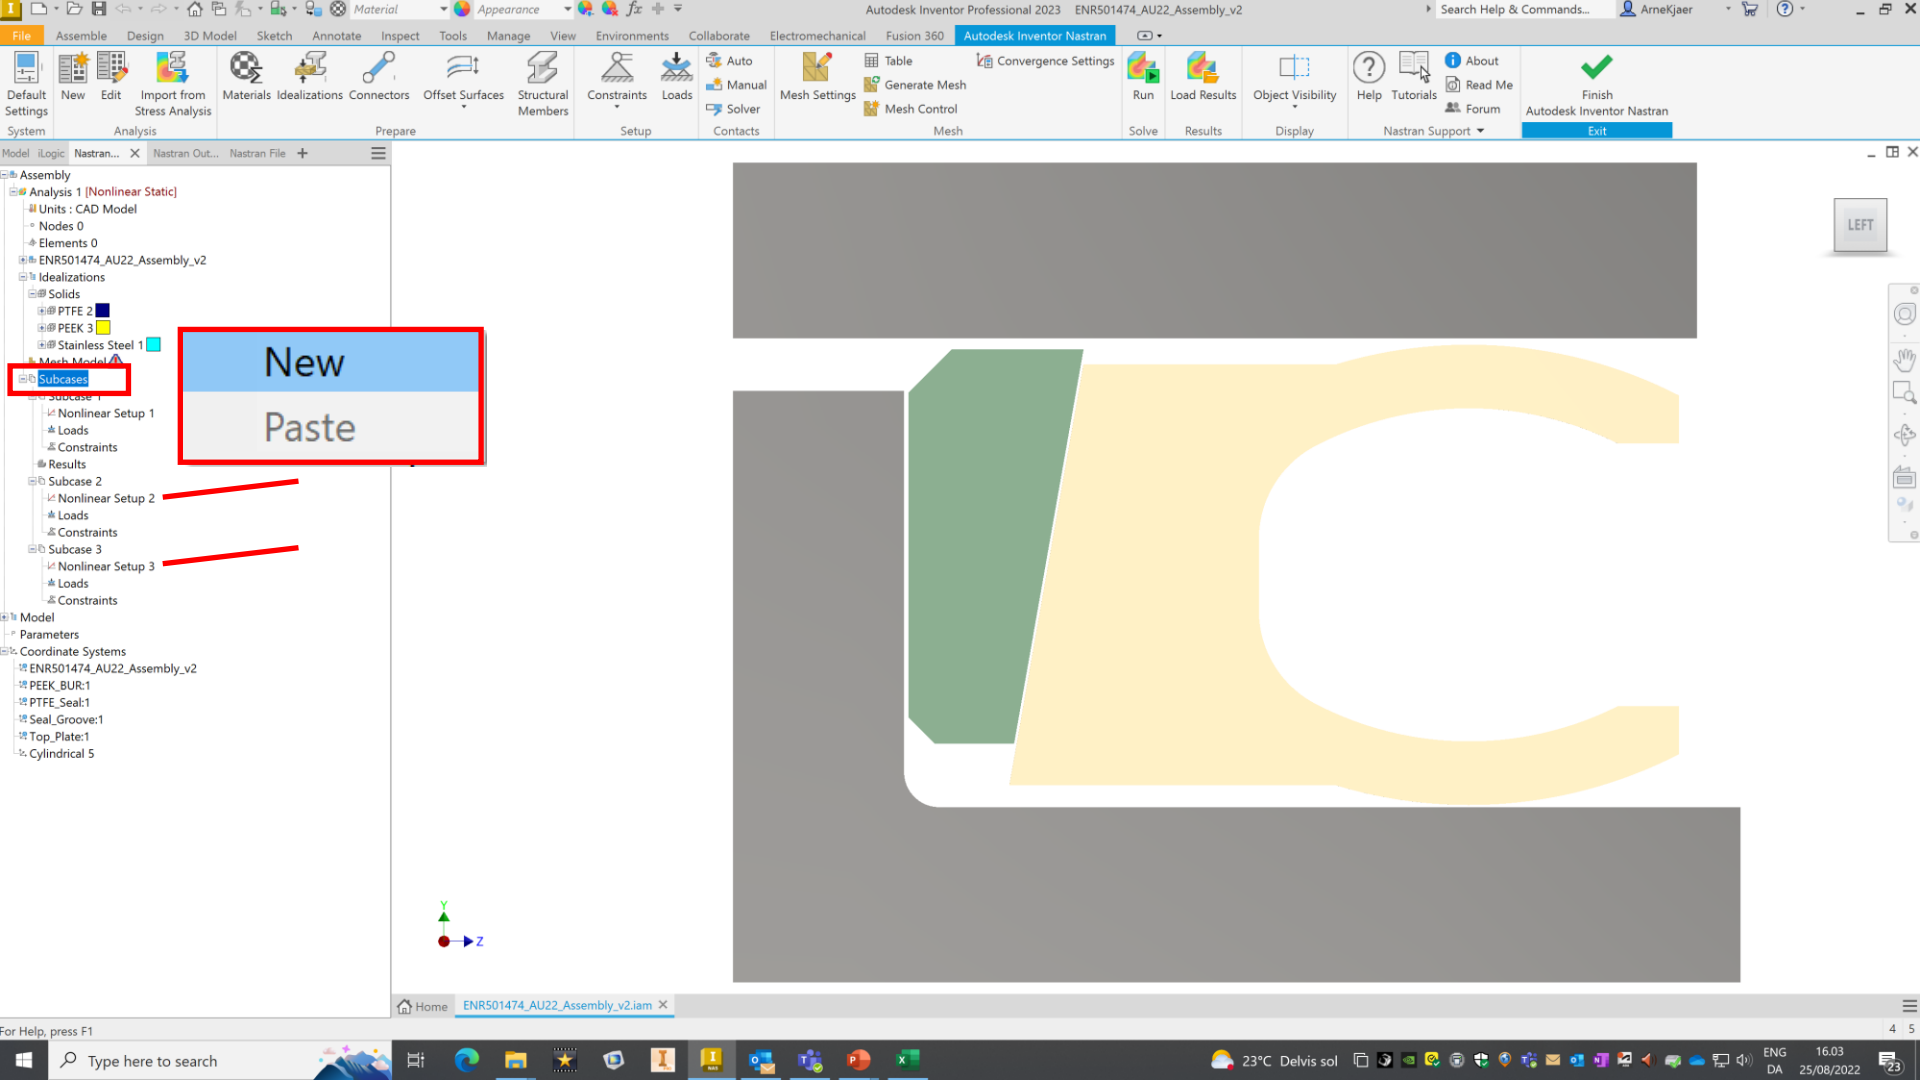 Material
Appearance
fx
Autodesk Inventor Professional 2023 ENR501474_AU22_Assembly_v2
Search Help & Commands...
ArneKjaer
File Assemble Design 3D Model Sketch Annotate Inspect Tools Manage View Environments Collaborate Electromechanical Fusion 360 Autodesk Inventor Nastran
Default Settings
New
Edit
Import from Stress Analysis
Materials
Idealizations
Connectors
Offset Surfaces
Structural Members
Constraints
Loads
Auto
Manual
Solver
Mesh Settings
Table
Generate Mesh
Mesh Control
Convergence Settings
Run
Load Results
Object Visibility
Help
Tutorials
About
Read Me
Forum
Finish Autodesk Inventor Nastran
System Analysis Prepare Setup Contacts Mesh Solve Results Display Nastran Support Exit
Model iLogic Nastran... Nastran Out... Nastran File
Assembly
Analysis 1 [Nonlinear Static]
Units : CAD Model
Nodes 0
Elements 0
ENR501474_AU22_Assembly_v2
Idealizations
Solids
PTFE 2
PEEK 3
Stainless Steel 1
Mesh Model
Subcases
Subcase 1
Nonlinear Setup 1
Loads
Constraints
Results
Subcase 2
Nonlinear Setup 2
Loads
Constraints
Subcase 3
Nonlinear Setup 3
Loads
Constraints
Model
Parameters
Coordinate Systems
ENR501474_AU22_Assembly_v2
PEEK_BUR:1
PTFE_Seal:1
Seal_Groove:1
Top_Plate:1
Cylindrical 5
New
Paste
LEFT
Y
Z
Home ENR501474_AU22_Assembly_v2.iam
For Help, press F1
4 5
Type here to search
23°C Delvis sol
ENG
DA
16.03
25/08/2022
23